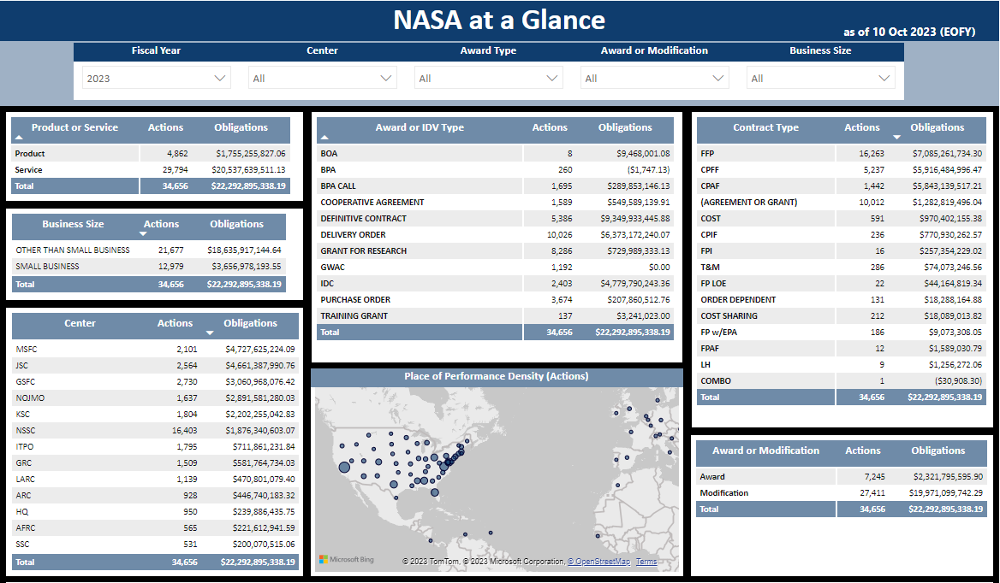 NASA at a Glance
as of 10 Oct 2023 (EOFY)
Fiscal Year Center Award Type Award or Modification Business Size
2023 All All All All
Product or Service Actions Obligations
Product 4,862 $1,755,255,827.06
Service 29,794 $20,537,639,511.13
Total 34,656 $22,292,895,338.19
Business Size Actions Obligations
OTHER THAN SMALL BUSINESS 21,677 $18,635,917,144.64
SMALL BUSINESS 12,979 $3,656,978,193.55
Total 34,656 $22,292,895,338.19
Center Actions Obligations
MSFC 2,101 $4,727,625,224.09
JSC 2,564 $4,661,387,990.76
GSFC 2,730 $3,060,968,076.42
NOJMO 1,637 $2,891,581,280.03
KSC 1,804 $2,202,255,042.83
NSSC 16,403 $1,876,340,603.07
ITPO 1,795 $711,861,231.84
GRC 1,509 $581,764,734.03
LARC 1,139 $470,801,079.40
ARC 928 $446,740,183.32
HQ 950 $239,886,435.75
AFRC 565 $221,612,941.59
SSC 531 $200,070,515.06
Total 34,656 $22,292,895,338.19
Award or IDV Type Actions Obligations
BOA 8 $9,468,001.08
BPA 260 ($1,747.13)
BPA CALL 1,695 $289,853,146.13
COOPERATIVE AGREEMENT 1,589 $549,589,139.91
DEFINITIVE CONTRACT 5,386 $9,349,933,445.88
DELIVERY ORDER 10,026 $6,373,172,240.07
GRANT FOR RESEARCH 8,286 $729,989,333.13
GWAC 1,192 $0.00
IDC 2,403 $4,779,790,243.36
PURCHASE ORDER 3,674 $207,860,512.76
TRAINING GRANT 137 $3,241,023.00
Total 34,656 $22,292,895,338.19
Place of Performance Density (Actions)
Microsoft Bing
© 2023 TomTom, © 2023 Microsoft Corporation, © OpenStreetMap Terms
Contract Type Actions Obligations
FFP 16,263 $7,085,261,734.30
CPFF 5,237 $5,916,484,996.47
CPAF 1,442 $5,843,139,517.21
(AGREEMENT OR GRANT) 10,012 $1,282,819,496.04
COST 591 $970,402,155.38
CPIF 236 $770,930,262.57
FPI 16 $257,354,229.02
T&M 286 $74,073,246.56
FP LOE 22 $44,164,819.34
ORDER DEPENDENT 131 $18,288,164.88
COST SHARING 212 $18,089,013.82
FP w/EPA 186 $9,073,308.05
FPAF 12 $1,589,030.79
LH 9 $1,256,272.06
COMBO 1 ($30,908.30)
Total 34,656 $22,292,895,338.19
Award or Modification Actions Obligations
Award 7,245 $2,321,795,595.90
Modification 27,411 $19,971,099,742.29
Total 34,656 $22,292,895,338.19